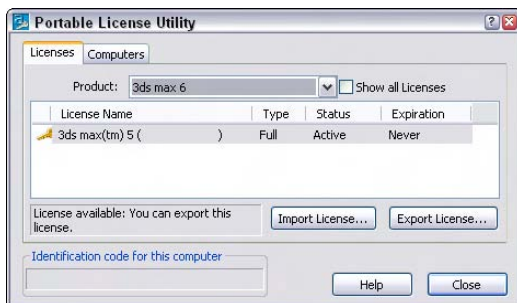 Portable License Utility
Licenses Computers
Product: 3ds max 6 Show all Licenses
License Name Type Status Expiration
3ds max(tm) 5 ( ) Full Active Never
License available: You can export this
license.
Import License... Export License...
Identification code for this computer
Help Close